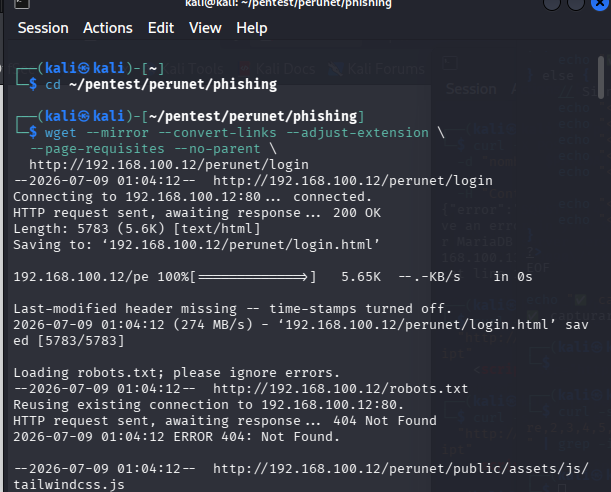 kali@kali: ~/pentest/perunet/phishing
Session Actions Edit View Help
┌──(kali㉿kali)-[~]
└─$ cd ~/pentest/perunet/phishing
┌──(kali㉿kali)-[~/pentest/perunet/phishing]
└─$ wget --mirror --convert-links --adjust-extension \
--page-requisites --no-parent \
http://192.168.100.12/perunet/login
--2026-07-09 01:04:12-- http://192.168.100.12/perunet/login
Connecting to 192.168.100.12:80... connected.
HTTP request sent, awaiting response... 200 OK
Length: 5783 (5.6K) [text/html]
Saving to: ‘192.168.100.12/perunet/login.html’
192.168.100.12/pe 100%[===============>] 5.65K --.-KB/s in 0s
Last-modified header missing -- time-stamps turned off.
2026-07-09 01:04:12 (274 MB/s) - ‘192.168.100.12/perunet/login.html’ sav
ed [5783/5783]
Loading robots.txt; please ignore errors.
--2026-07-09 01:04:12-- http://192.168.100.12/robots.txt
Reusing existing connection to 192.168.100.12:80.
HTTP request sent, awaiting response... 404 Not Found
2026-07-09 01:04:12 ERROR 404: Not Found.
--2026-07-09 01:04:12-- http://192.168.100.12/perunet/public/assets/js/
tailwindcss.js